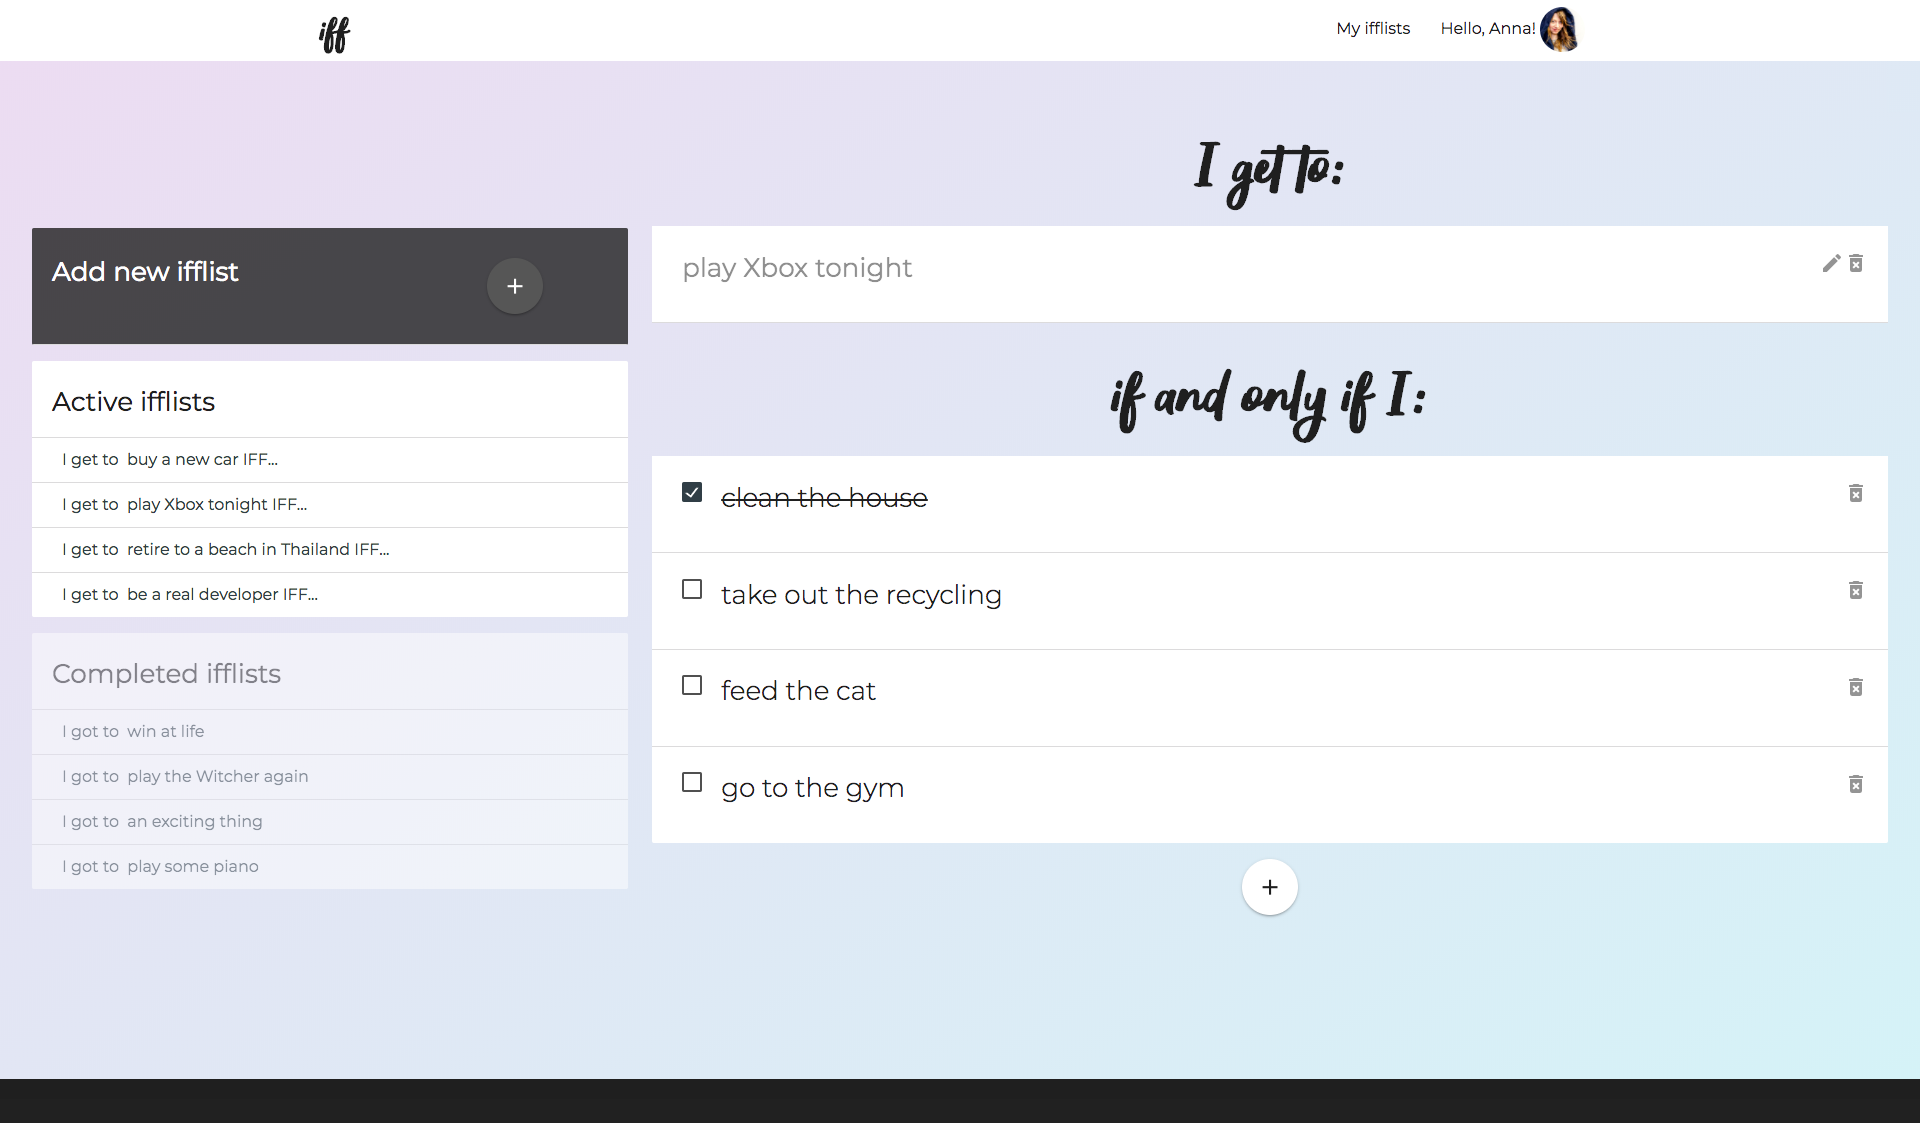 iff
My ifflists
Hello, Anna!
Add new ifflist
+
Active ifflists
I get to buy a new car IFF...
I get to play Xbox tonight IFF...
I get to retire to a beach in Thailand IFF...
I get to be a real developer IFF...
Completed ifflists
I got to win at life
I got to play the Witcher again
I got to an exciting thing
I got to play some piano
I get to:
play Xbox tonight
if and only if I:
clean the house
take out the recycling
feed the cat
go to the gym
+